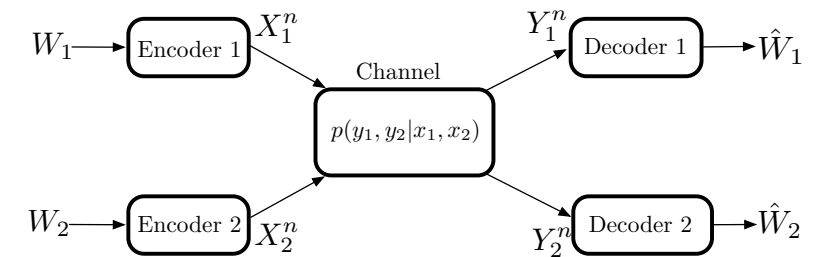 W₁ Encoder 1 X₁ⁿ Y₁ⁿ Decoder 1 Ŵ₁
Channel
p(y₁, y₂|x₁, x₂)
W₂ Encoder 2 X₂ⁿ Y₂ⁿ Decoder 2 Ŵ₂